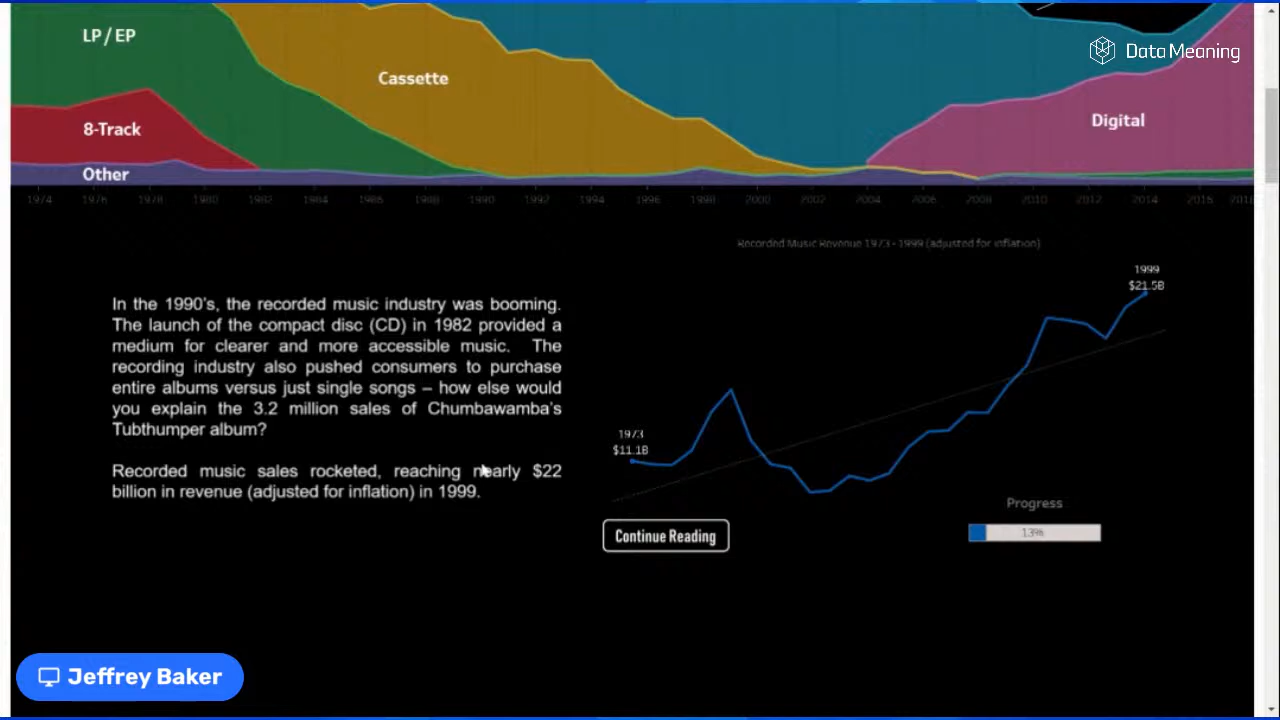 LP / EP
Data Meaning
Cassette
Digital
8-Track
Other
1974 1976 1978 1980 1982 1984 1986 1988 1990 1992 1994 1996 1998 2000 2002 2004 2006 2008 2010 2012 2014 2016 2018
Recorded Music Revenue 1973 - 1999 (adjusted for inflation)
1999
$21.5B
In the 1990's, the recorded music industry was booming.
The launch of the compact disc (CD) in 1982 provided a
medium for clearer and more accessible music. The
recording industry also pushed consumers to purchase
entire albums versus just single songs – how else would
you explain the 3.2 million sales of Chumbawamba's
Tubthumper album?
1973
$11.1B
Recorded music sales rocketed, reaching nearly $22
billion in revenue (adjusted for inflation) in 1999.
Progress
Continue Reading
13%
Jeffrey Baker